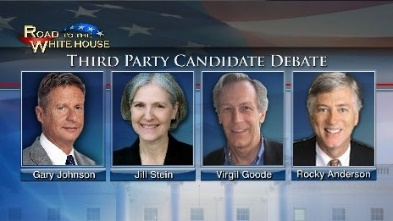 ROAD TO THE
WHITE HOUSE
THIRD PARTY CANDIDATE DEBATE
Gary Johnson
Jill Stein
Virgil Goode
Rocky Anderson